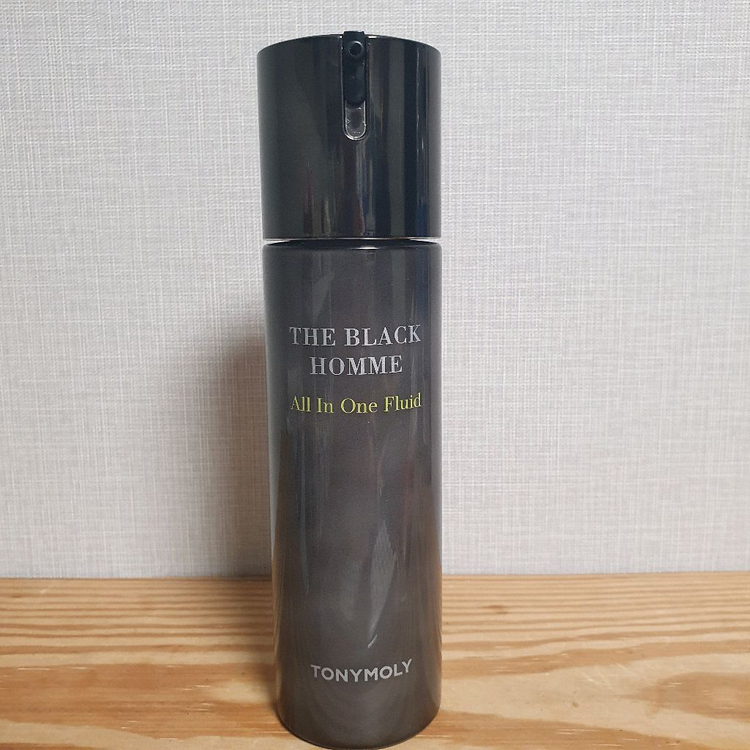 THE BLACK
HOMME
All In One Fluid
TONYMOLY